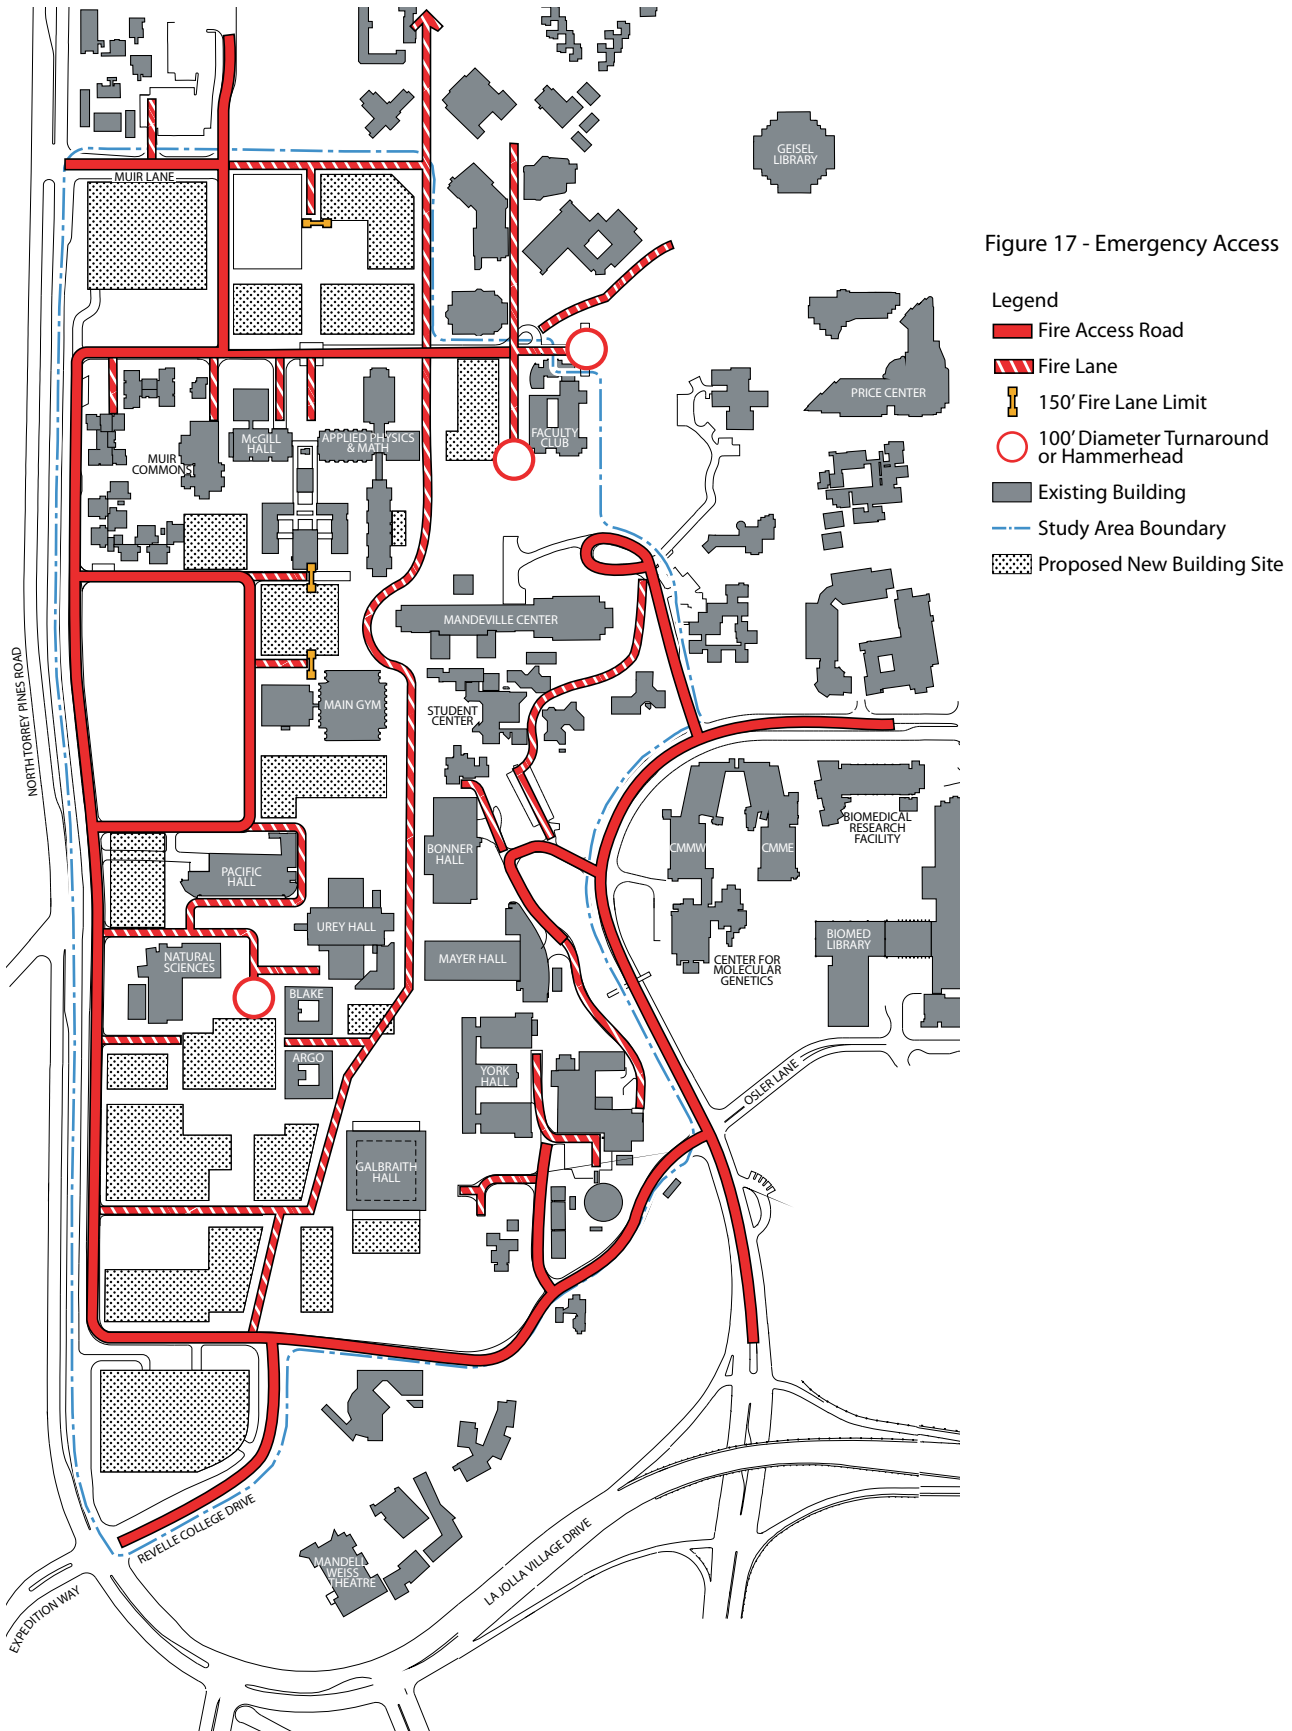 GEISEL
LIBRARY
MUIR LANE
Figure 17 - Emergency Access
Legend
Fire Access Road
Fire Lane
150' Fire Lane Limit
100' Diameter Turnaround
or Hammerhead
Existing Building
Study Area Boundary
Proposed New Building Site
PRICE CENTER
McGILL
HALL
APPLIED PHYSICS
& MATH
FACULTY
CLUB
MUIR
COMMONS
MANDEVILLE CENTER
NORTH TORREY PINES ROAD
MAIN GYM
STUDENT
CENTER
BIOMEDICAL
RESEARCH
FACILITY
BONNER
HALL
CMMW
CMME
PACIFIC
HALL
UREY HALL
BIOMED
LIBRARY
NATURAL
SCIENCES
MAYER HALL
CENTER FOR
MOLECULAR
GENETICS
BLAKE
ARGO
YORK
HALL
OSLER LANE
GALBRAITH
HALL
REVELLE COLLEGE DRIVE
LA JOLLA VILLAGE DRIVE
MANDELL
WEISS
THEATRE
EXPEDITION WAY